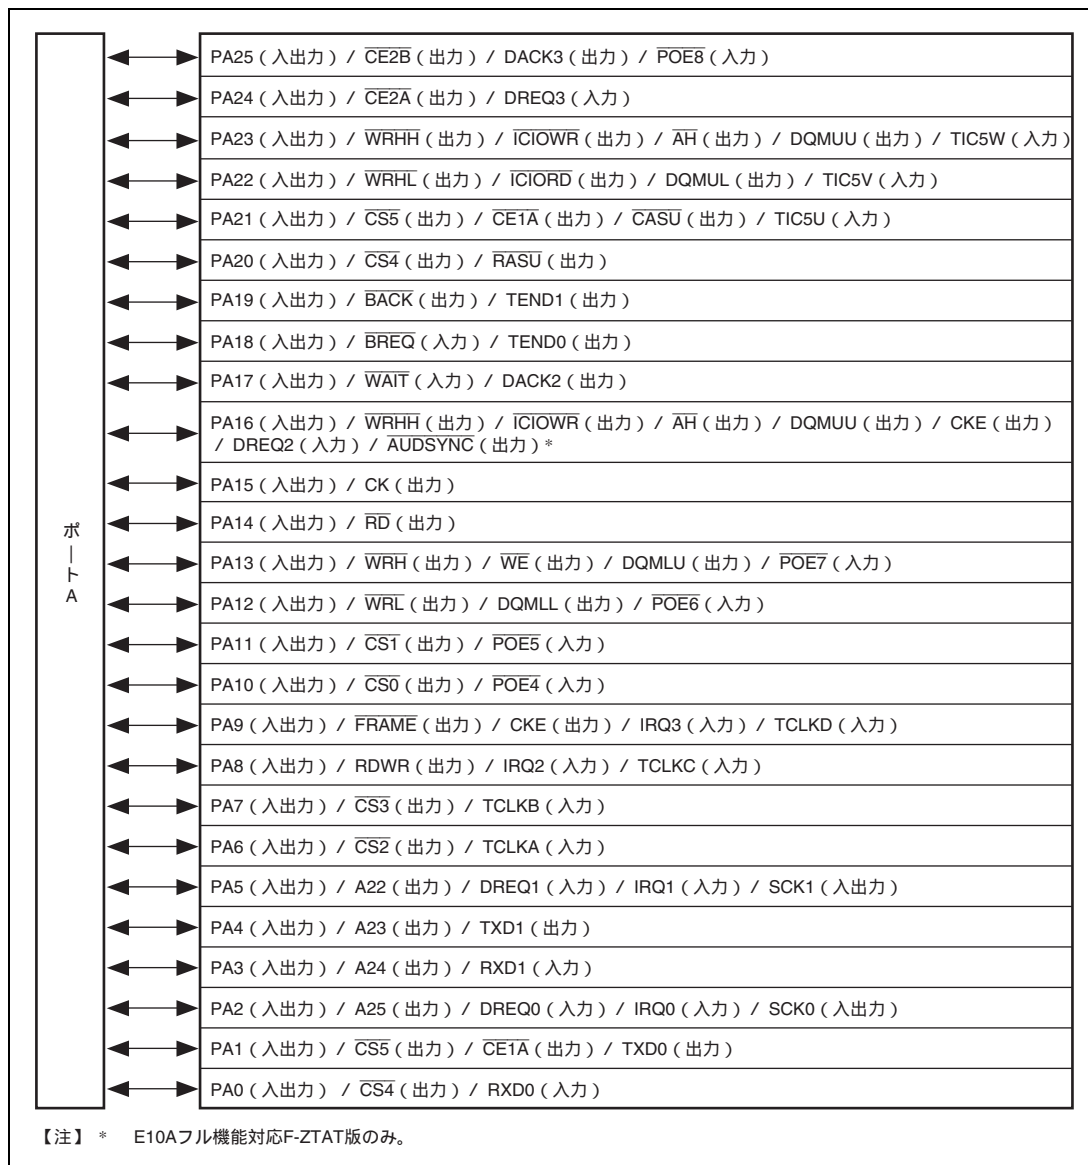 PA25（入出力）/ CE2B（出力）/ DACK3（出力）/ POE8（入力）
PA24（入出力）/ CE2A（出力）/ DREQ3（入力）
PA23（入出力）/ WRHH（出力）/ ICIOWR（出力）/ AH（出力）/ DQMUU（出力）/ TIC5W（入力）
PA22（入出力）/ WRHL（出力）/ ICIORD（出力）/ DQMUL（出力）/ TIC5V（入力）
PA21（入出力）/ CS5（出力）/ CE1A（出力）/ CASU（出力）/ TIC5U（入力）
PA20（入出力）/ CS4（出力）/ RASU（出力）
PA19（入出力）/ BACK（出力）/ TEND1（出力）
PA18（入出力）/ BREQ（入力）/ TEND0（出力）
PA17（入出力）/ WAIT（入力）/ DACK2（出力）
PA16（入出力）/ WRHH（出力）/ ICIOWR（出力）/ AH（出力）/ DQMUU（出力）/ CKE（出力）
/ DREQ2（入力）/ AUDSYNC（出力）*
PA15（入出力）/ CK（出力）
PA14（入出力）/ RD（出力）
ポートA
PA13（入出力）/ WRH（出力）/ WE（出力）/ DQMLU（出力）/ POE7（入力）
PA12（入出力）/ WRL（出力）/ DQMLL（出力）/ POE6（入力）
PA11（入出力）/ CS1（出力）/ POE5（入力）
PA10（入出力）/ CS0（出力）/ POE4（入力）
PA9（入出力）/ FRAME（出力）/ CKE（出力）/ IRQ3（入力）/ TCLKD（入力）
PA8（入出力）/ RDWR（出力）/ IRQ2（入力）/ TCLKC（入力）
PA7（入出力）/ CS3（出力）/ TCLKB（入力）
PA6（入出力）/ CS2（出力）/ TCLKA（入力）
PA5（入出力）/ A22（出力）/ DREQ1（入力）/ IRQ1（入力）/ SCK1（入出力）
PA4（入出力）/ A23（出力）/ TXD1（出力）
PA3（入出力）/ A24（出力）/ RXD1（入力）
PA2（入出力）/ A25（出力）/ DREQ0（入力）/ IRQ0（入力）/ SCK0（入出力）
PA1（入出力）/ CS5（出力）/ CE1A（出力）/ TXD0（出力）
PA0（入出力） / CS4（出力）/ RXD0（入力）
【注】 * E10Aフル機能対応F-ZTAT版のみ。